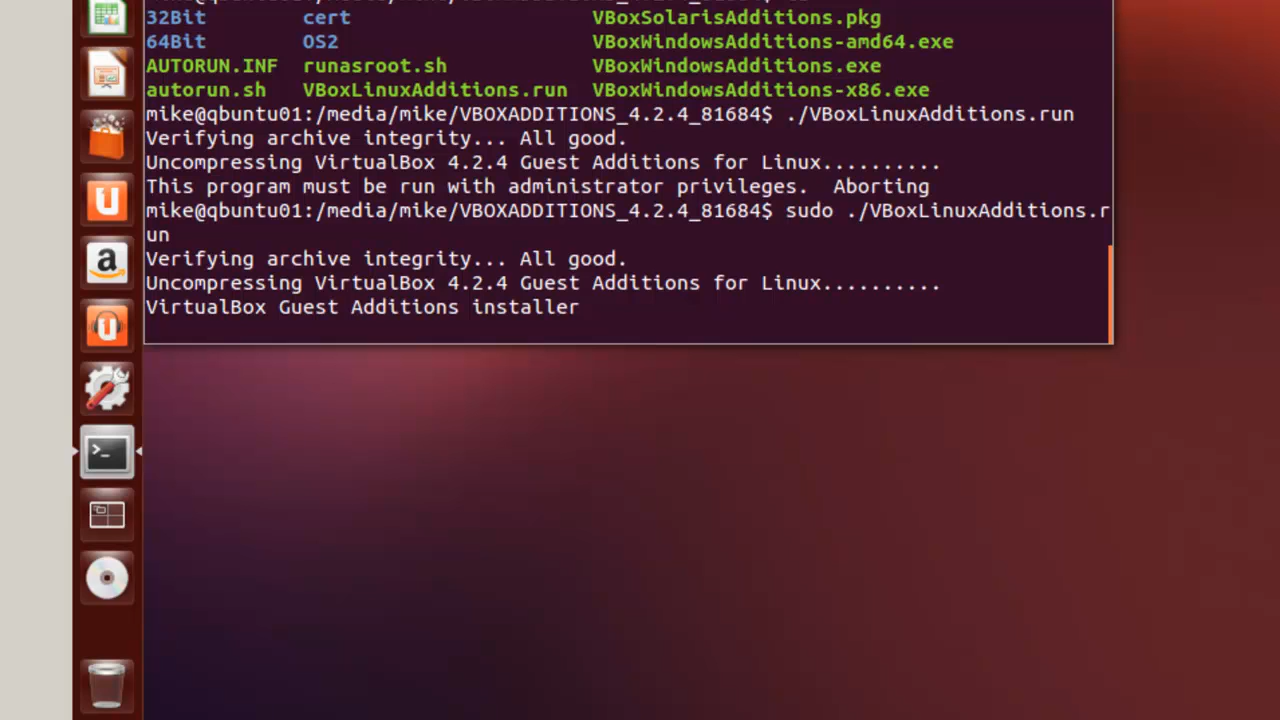 32Bit cert VBoxSolarisAdditions.pkg
64Bit OS2 VBoxWindowsAdditions-amd64.exe
AUTORUN.INF runasroot.sh VBoxWindowsAdditions.exe
autorun.sh VBoxLinuxAdditions.run VBoxWindowsAdditions-x86.exe
mike@qbuntu01:/media/mike/VBOXADDITIONS_4.2.4_81684$ ./VBoxLinuxAdditions.run
Verifying archive integrity... All good.
Uncompressing VirtualBox 4.2.4 Guest Additions for Linux..........
This program must be run with administrator privileges.  Aborting
mike@qbuntu01:/media/mike/VBOXADDITIONS_4.2.4_81684$ sudo ./VBoxLinuxAdditions.r
un
Verifying archive integrity... All good.
Uncompressing VirtualBox 4.2.4 Guest Additions for Linux..........
VirtualBox Guest Additions installer